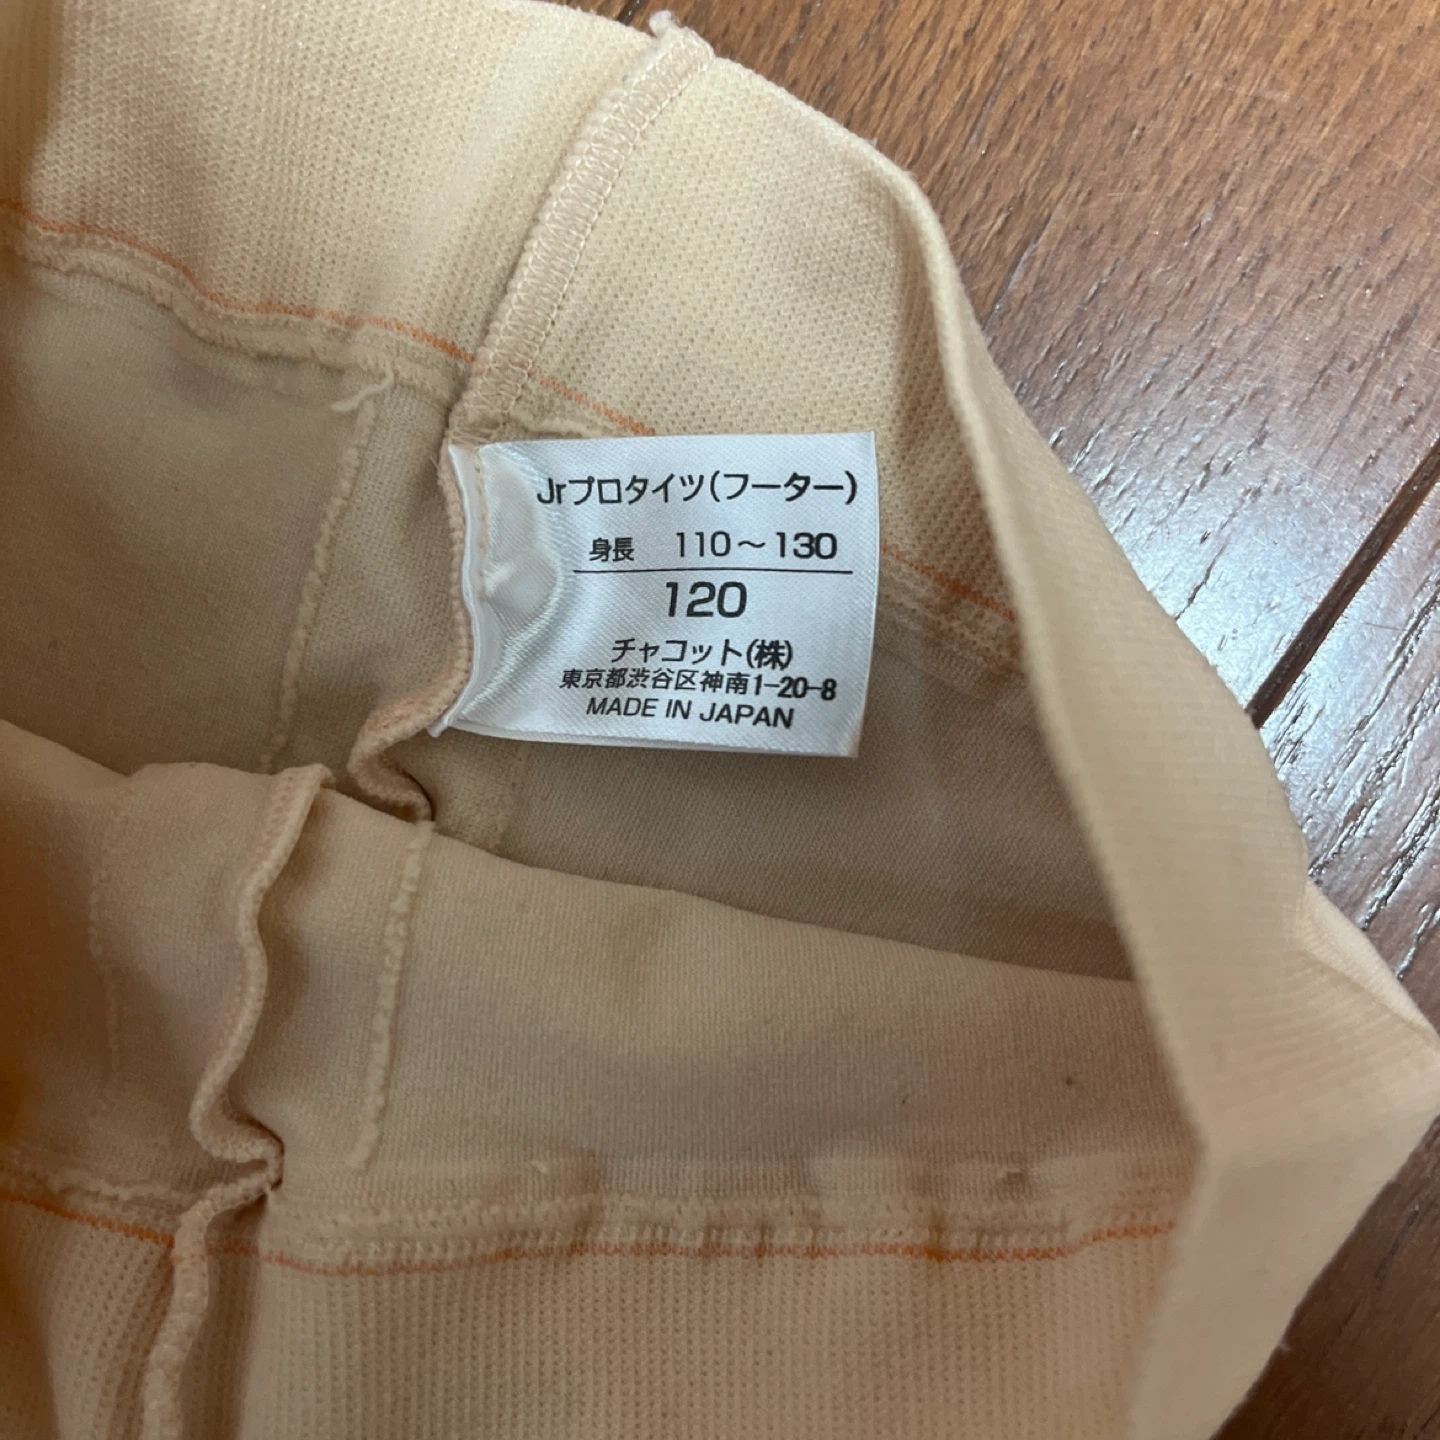 Jrプロタイツ(フーター)
身長 110～130
120
チャコット(株)
東京都渋谷区神南1-20-8
MADE IN JAPAN